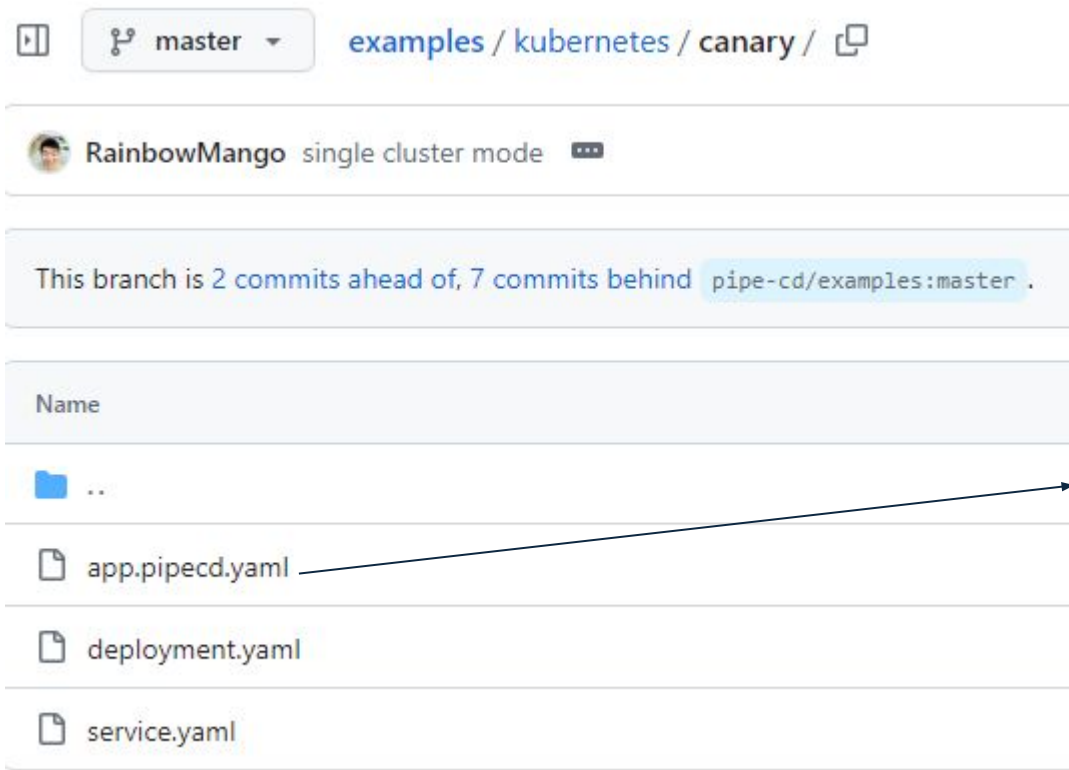 master examples / kubernetes / canary /
RainbowMango single cluster mode
This branch is 2 commits ahead of, 7 commits behind pipe-cd/examples:master .
Name
..
app.pipecd.yaml
deployment.yaml
service.yaml